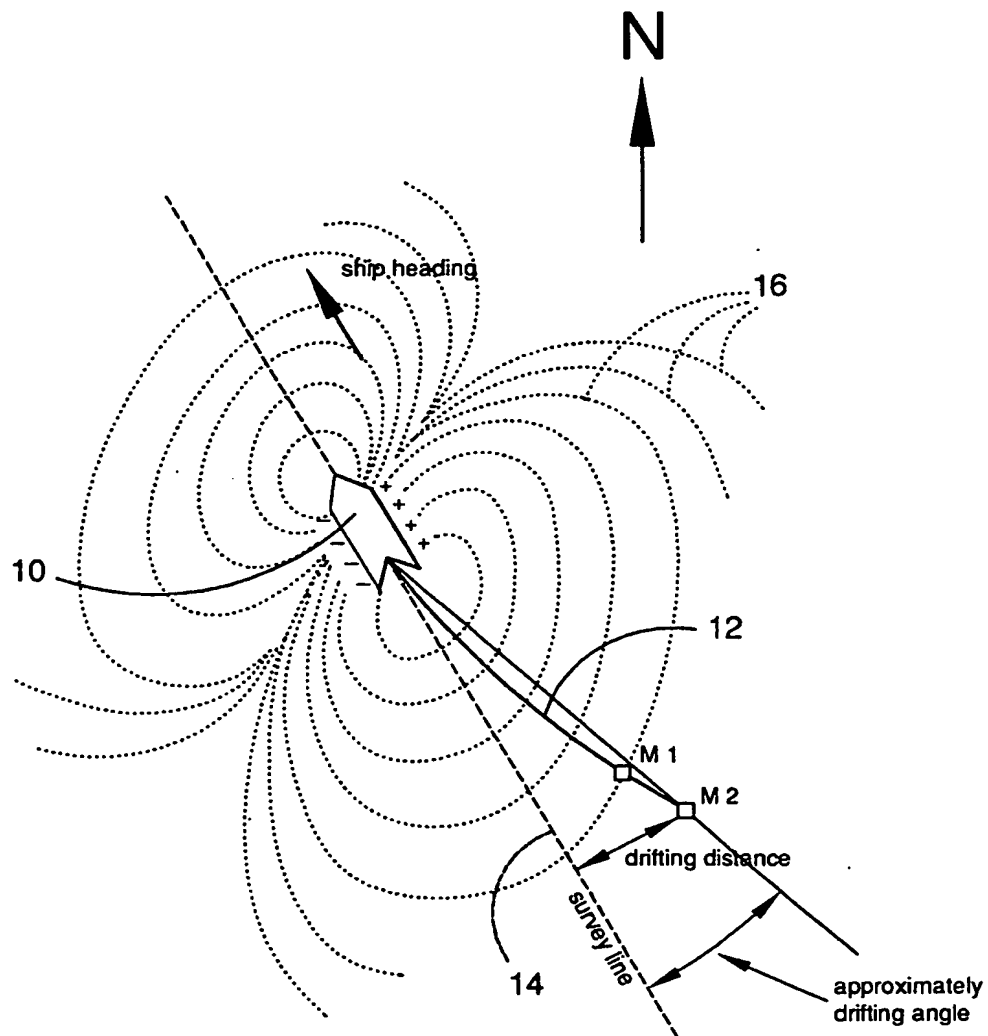 N
16
ship heading
+
+
+
+
−
−
−
−
10
12
M 1
M 2
drifting distance
survey line
14
approximately
drifting angle